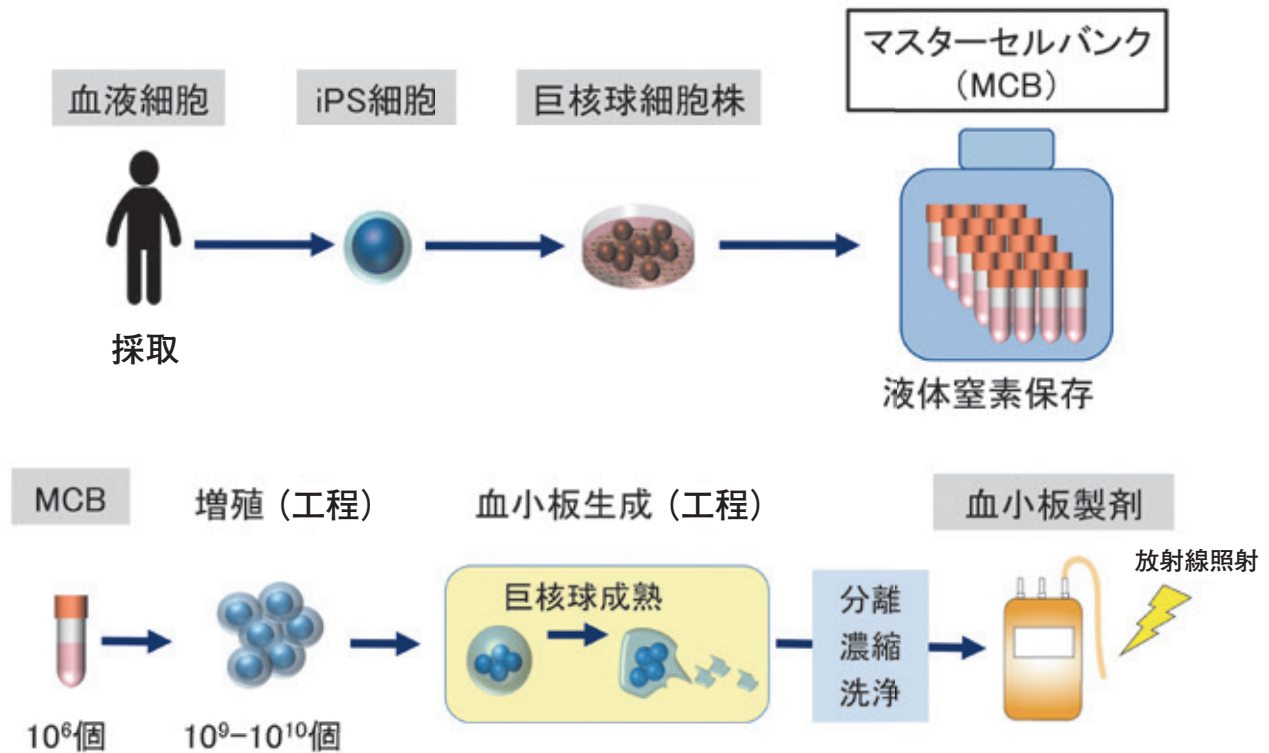 血液細胞
iPS細胞
巨核球細胞株
マスターセルバンク
(MCB)
採取
液体窒素保存
MCB
増殖(工程)
血小板生成(工程)
血小板製剤
放射線照射
巨核球成熟
分離
濃縮
洗浄
10⁶個
10⁹−10¹⁰個